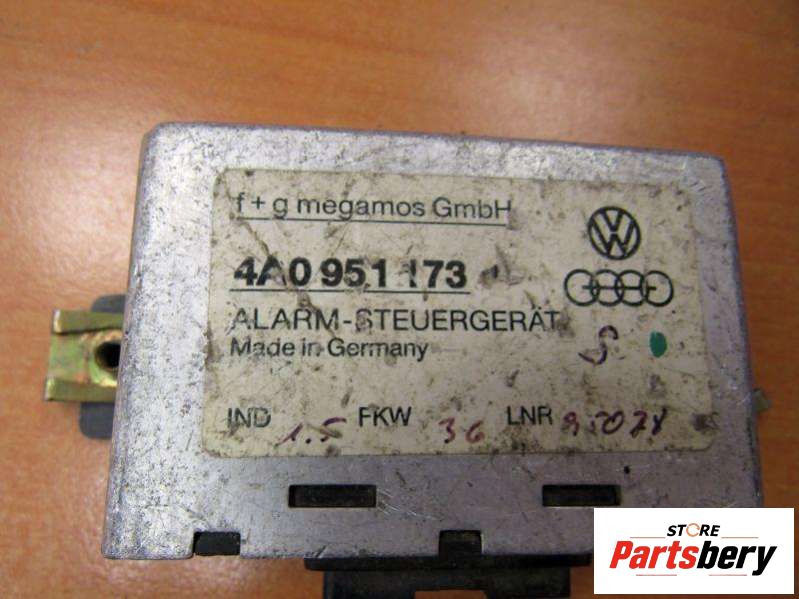 f + g megamos GmbH
4A0 951 173
ALARM-STEUERGERÄT
Made in Germany
IND 1.5 FKW 36 LNR
STORE
Partsbery